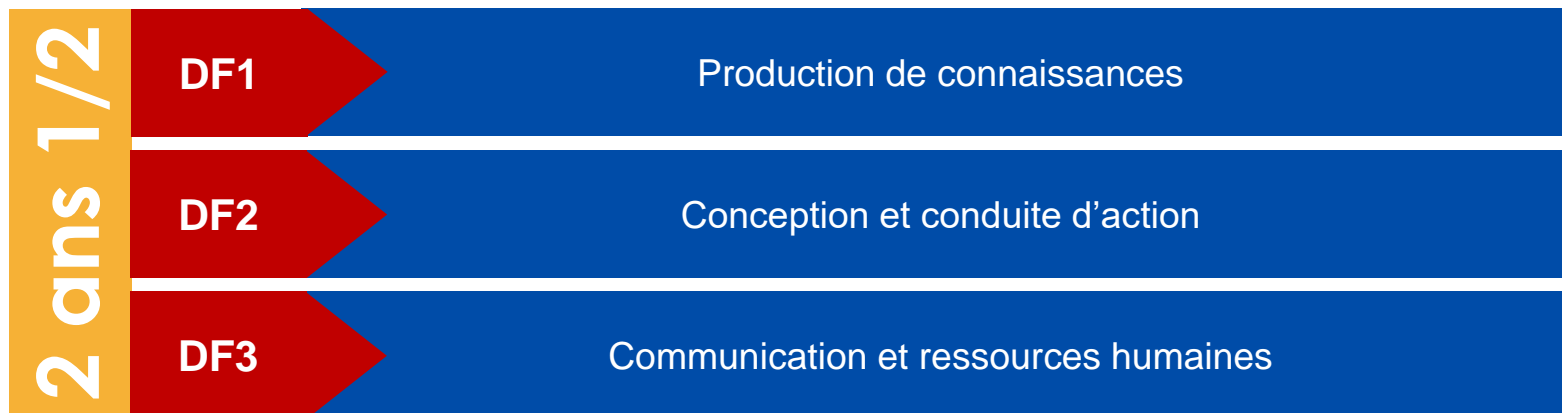 2 ans 1/2
DF1
Production de connaissances
DF2
Conception et conduite d’action
DF3
Communication et ressources humaines